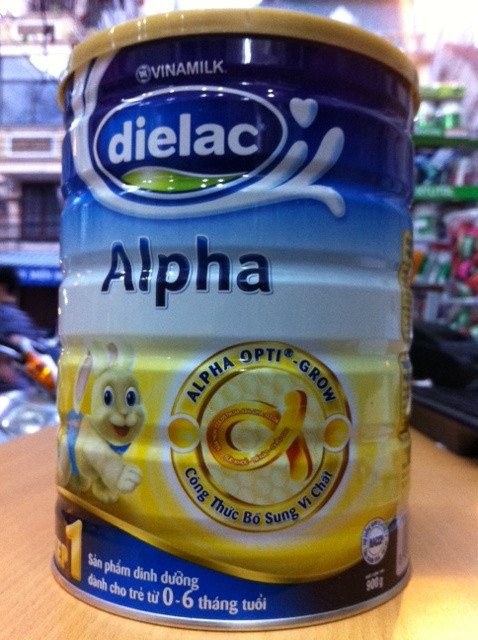 VINAMILK
dielac
Alpha
ALPHA OPTI®-GROW
Công Thức Bổ Sung Vi Chất
1
Sản phẩm dinh dưỡng
dành cho trẻ từ 0-6 tháng tuổi
900g